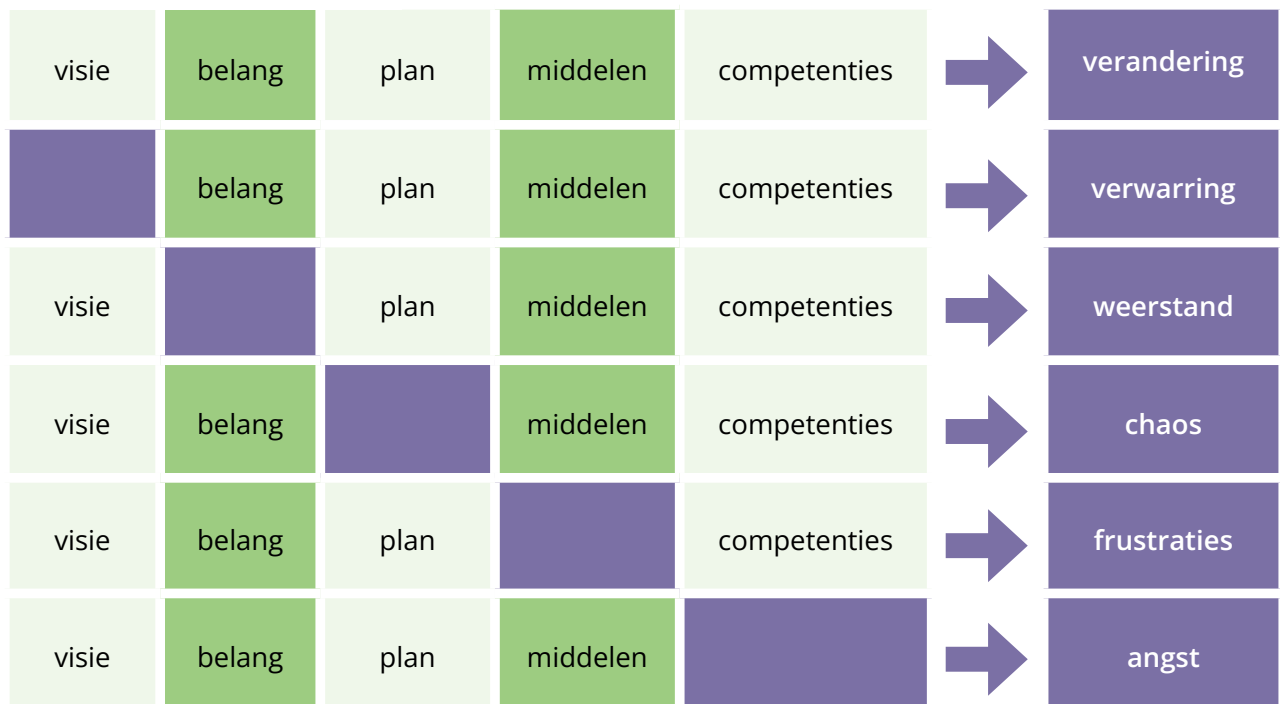 visie belang plan middelen competenties verandering
belang plan middelen competenties verwarring
visie plan middelen competenties weerstand
visie belang middelen competenties chaos
visie belang plan competenties frustraties
visie belang plan middelen angst